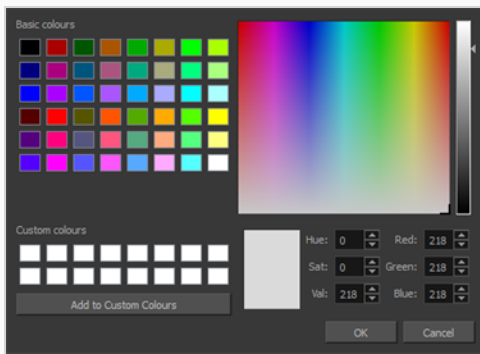 Basic colours
Custom colours
Add to Custom Colours
Hue: 0 Red: 218
Sat: 0 Green: 218
Val: 218 Blue: 218
OK Cancel